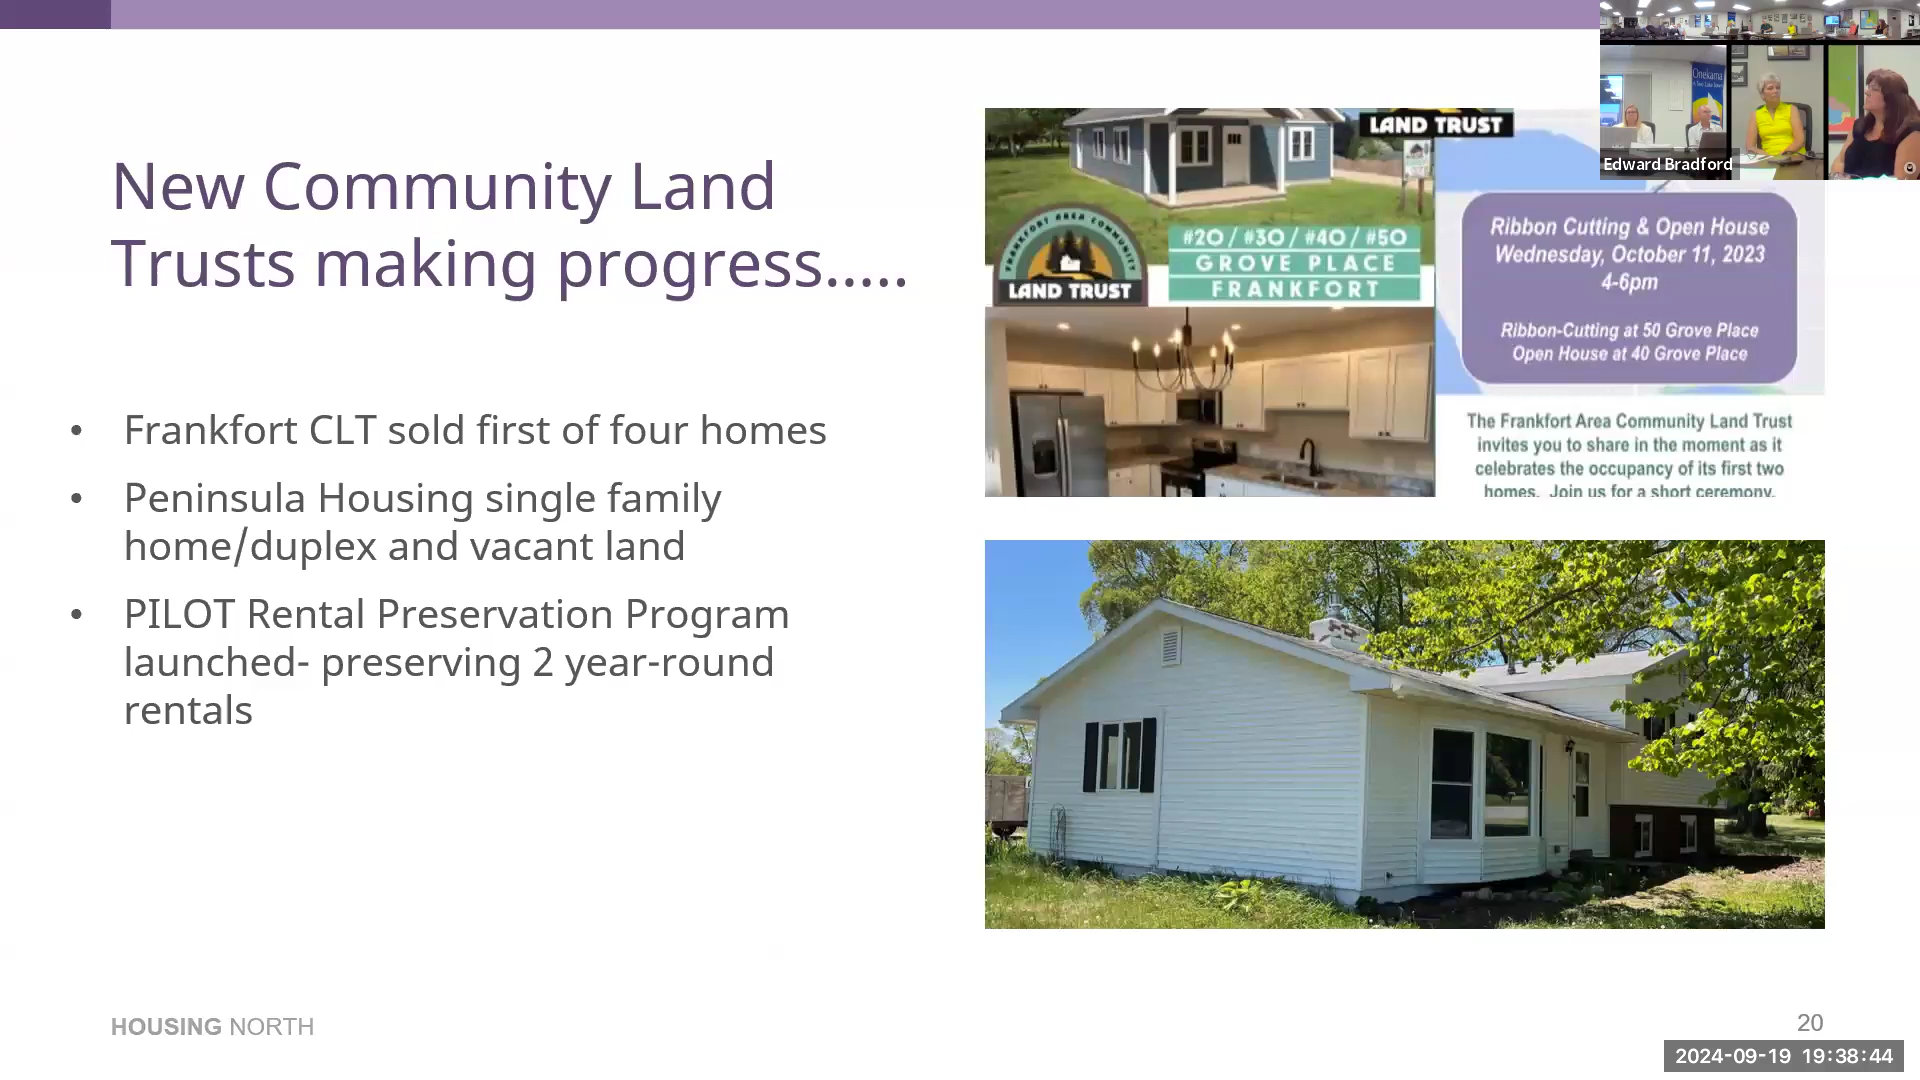 New Community Land
Trusts making progress.....
• Frankfort CLT sold first of four homes
• Peninsula Housing single family
home/duplex and vacant land
• PILOT Rental Preservation Program
launched- preserving 2 year-round
rentals
LAND TRUST
FRANKFORT AREA COMMUNITY
LAND TRUST
#20 / #30 / #40 / #50
GROVE PLACE
FRANKFORT
Ribbon Cutting & Open House
Wednesday, October 11, 2023
4-6pm
Ribbon-Cutting at 50 Grove Place
Open House at 40 Grove Place
The Frankfort Area Community Land Trust
invites you to share in the moment as it
celebrates the occupancy of its first two
homes. Join us for a short ceremony.
Onekama
Edward Bradford
HOUSING NORTH
20
2024-09-19 19:38:44